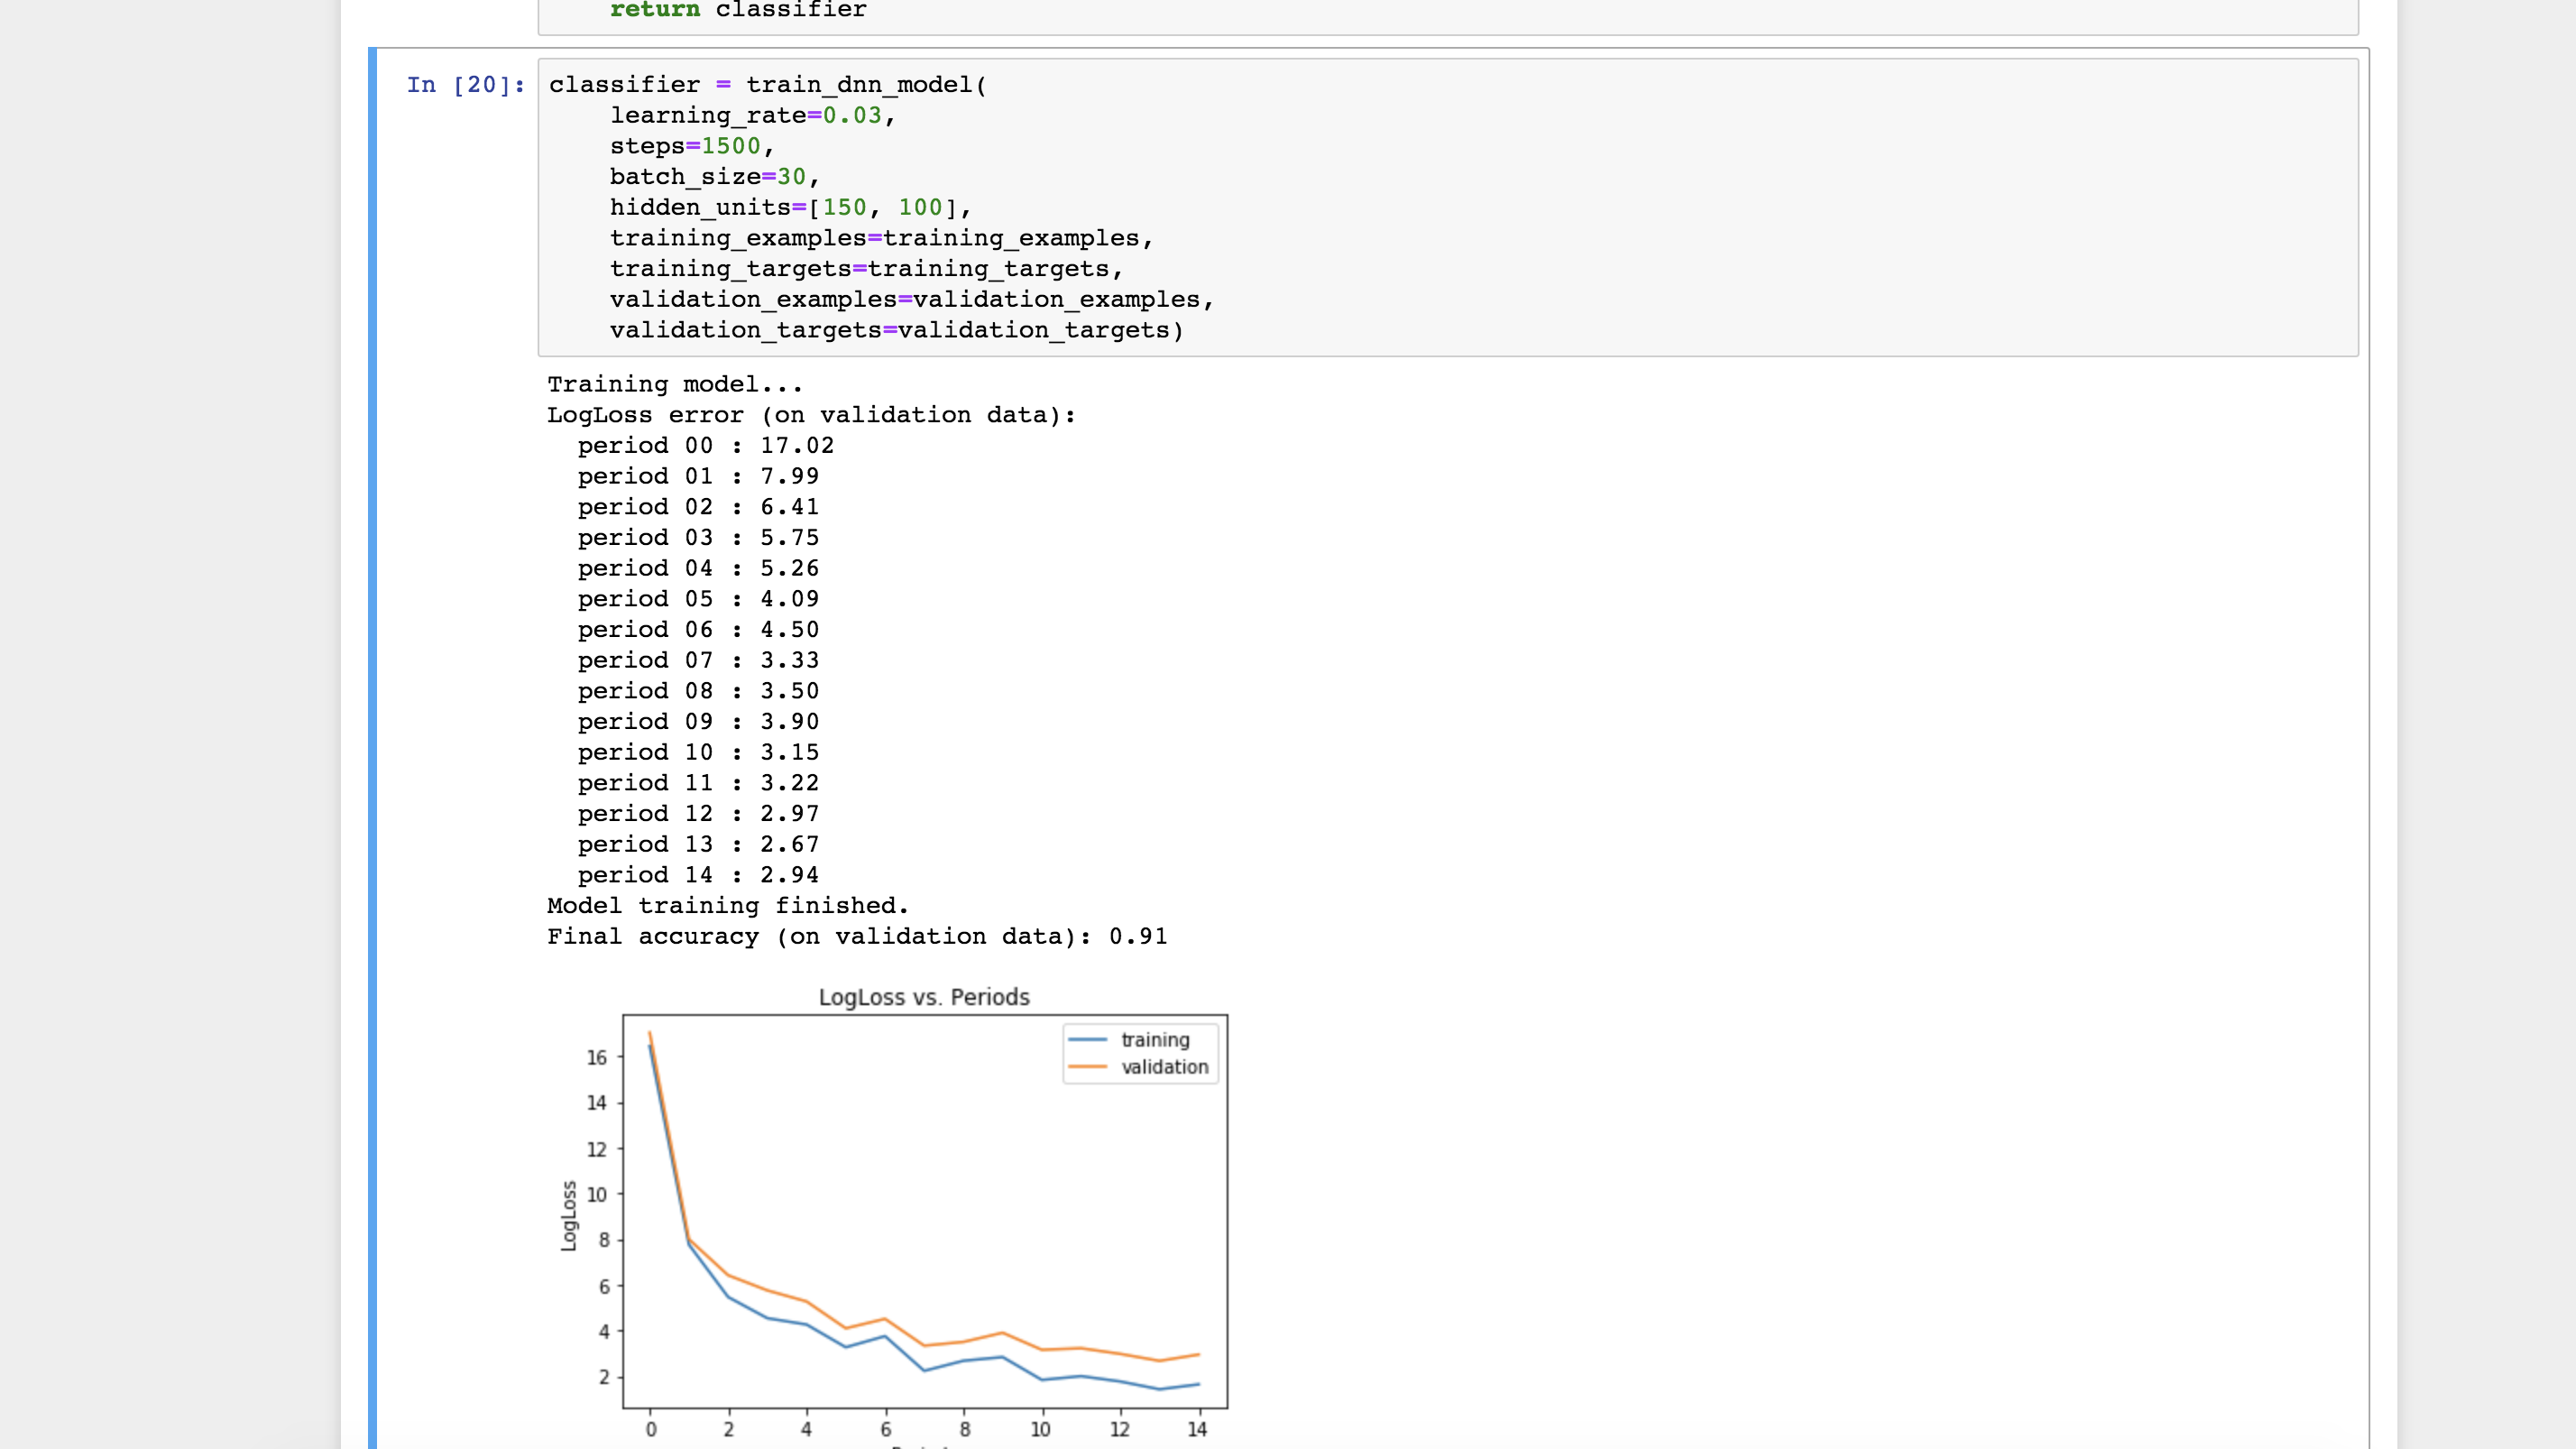 return classifier
In [20]:
classifier = train_dnn_model(
    learning_rate=0.03,
    steps=1500,
    batch_size=30,
    hidden_units=[150, 100],
    training_examples=training_examples,
    training_targets=training_targets,
    validation_examples=validation_examples,
    validation_targets=validation_targets)
Training model...
LogLoss error (on validation data):
  period 00 : 17.02
  period 01 : 7.99
  period 02 : 6.41
  period 03 : 5.75
  period 04 : 5.26
  period 05 : 4.09
  period 06 : 4.50
  period 07 : 3.33
  period 08 : 3.50
  period 09 : 3.90
  period 10 : 3.15
  period 11 : 3.22
  period 12 : 2.97
  period 13 : 2.67
  period 14 : 2.94
Model training finished.
Final accuracy (on validation data): 0.91
LogLoss vs. Periods
training
validation
LogLoss
16
14
12
10
8
6
4
2
0 2 4 6 8 10 12 14